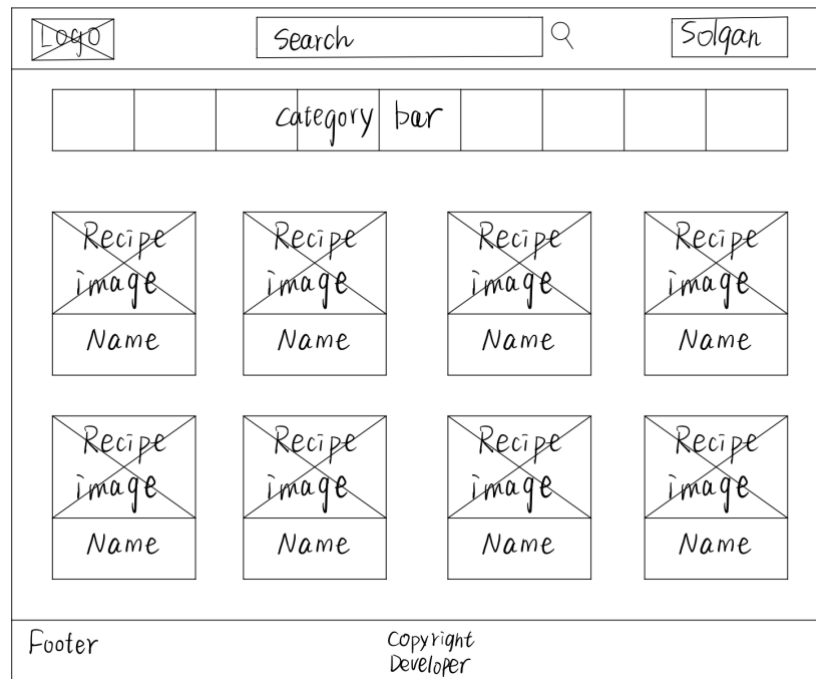 Logo
Search
Solgan
Category bar
Recipe Recipe Recipe Recipe
image image image image
Name Name Name Name
Recipe Recipe Recipe Recipe
image image image image
Name Name Name Name
Footer
Copyright
Developer